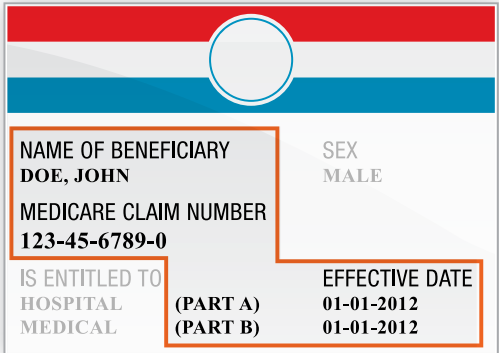 NAME OF BENEFICIARY SEX
DOE, JOHN MALE
MEDICARE CLAIM NUMBER
123-45-6789-0
IS ENTITLED TO EFFECTIVE DATE
HOSPITAL (PART A) 01-01-2012
MEDICAL (PART B) 01-01-2012